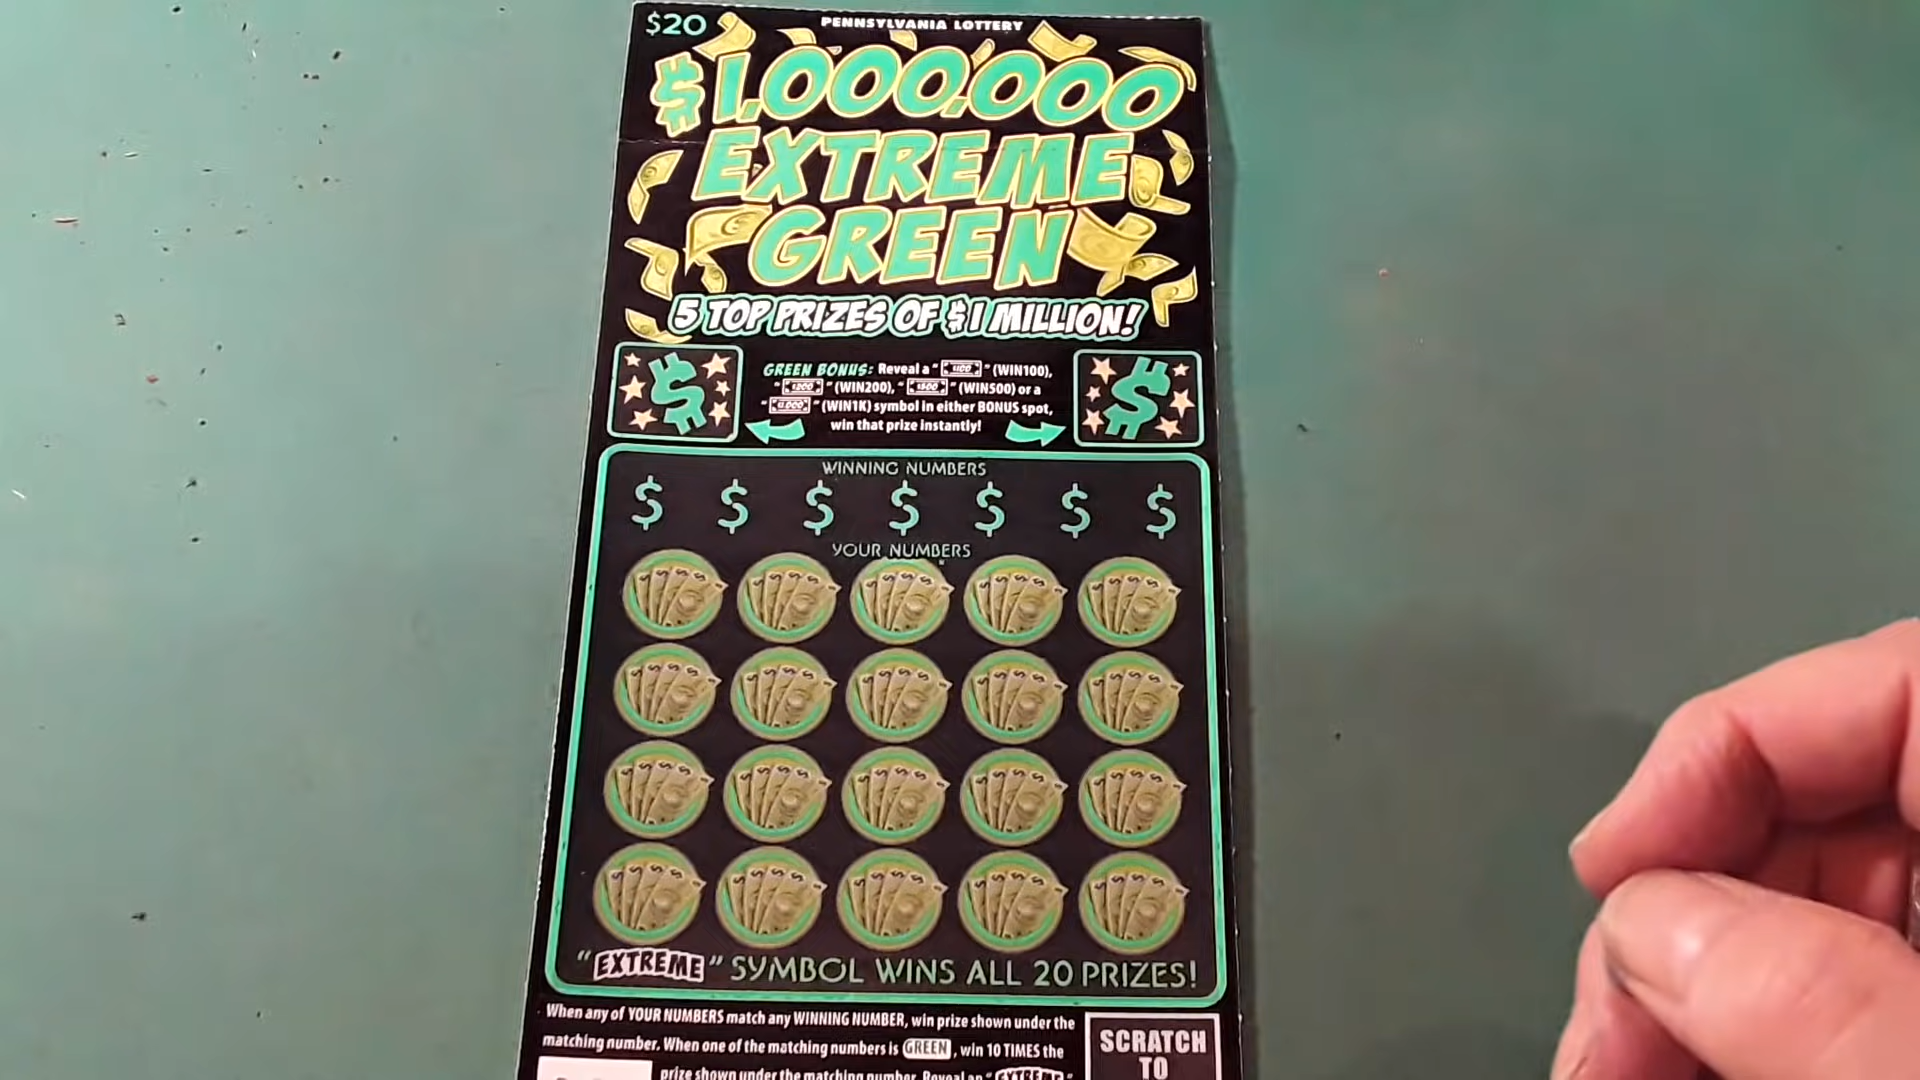 $20 PENNSYLVANIA LOTTERY
$1,000,000
EXTREME
GREEN
5 TOP PRIZES OF $1 MILLION!
GREEN BONUS: Reveal a "$100" (WIN100),
"$200" (WIN200), "$500" (WIN500) or a
"$1,000" (WIN1K) symbol in either BONUS spot,
win that prize instantly!
$ $
WINNING NUMBERS
$ $ $ $ $ $ $
YOUR NUMBERS
"EXTREME" SYMBOL WINS ALL 20 PRIZES!
When any of YOUR NUMBERS match any WINNING NUMBER, win prize shown under the
matching number. When one of the matching numbers is GREEN, win 10 TIMES the
prize shown under the matching number. Reveal an "EXTREME"
SCRATCH
TO